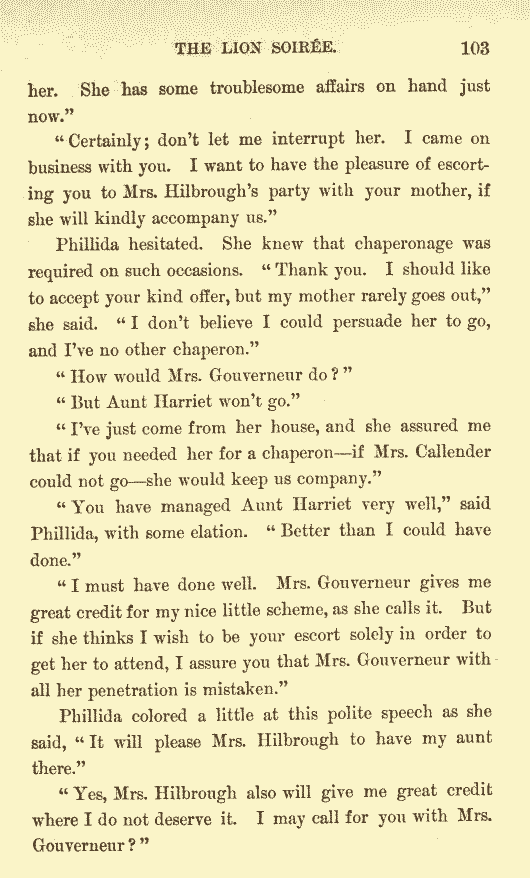 THE LION SOIRÉE. 103
her. She has some troublesome affairs on hand just
now.”
“Certainly; don’t let me interrupt her. I came on
business with you. I want to have the pleasure of escort-
ing you to Mrs. Hilbrough’s party with your mother, if
she will kindly accompany us.”
Phillida hesitated. She knew that chaperonage was
required on such occasions. “Thank you. I should like
to accept your kind offer, but my mother rarely goes out,”
she said. “I don’t believe I could persuade her to go,
and I’ve no other chaperon.”
“How would Mrs. Gouverneur do?”
“But Aunt Harriet won’t go.”
“I’ve just come from her house, and she assured me
that if you needed her for a chaperon—if Mrs. Callender
could not go—she would keep us company.”
“You have managed Aunt Harriet very well,” said
Phillida, with some elation. “Better than I could have
done.”
“I must have done well. Mrs. Gouverneur gives me
great credit for my nice little scheme, as she calls it. But
if she thinks I wish to be your escort solely in order to
get her to attend, I assure you that Mrs. Gouverneur with
all her penetration is mistaken.”
Phillida colored a little at this polite speech as she
said, “It will please Mrs. Hilbrough to have my aunt
there.”
“Yes, Mrs. Hilbrough also will give me great credit
where I do not deserve it. I may call for you with Mrs.
Gouverneur?”